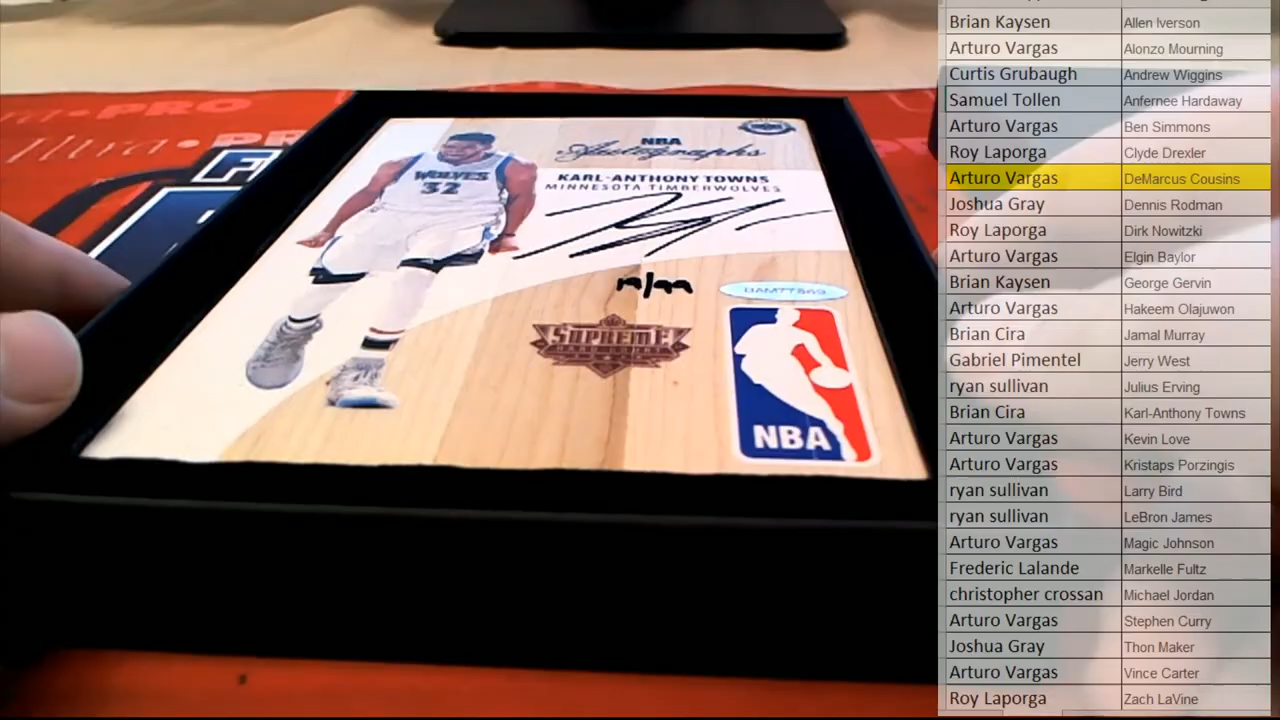 Ultra•PRO
NBA
Autographs
KARL-ANTHONY TOWNS
MINNESOTA TIMBERWOLVES
WOLVES
32
SUPREME
NBA
Brian Kaysen Allen Iverson
Arturo Vargas Alonzo Mourning
Curtis Grubaugh Andrew Wiggins
Samuel Tollen Anfernee Hardaway
Arturo Vargas Ben Simmons
Roy Laporga Clyde Drexler
Arturo Vargas DeMarcus Cousins
Joshua Gray Dennis Rodman
Roy Laporga Dirk Nowitzki
Arturo Vargas Elgin Baylor
Brian Kaysen George Gervin
Arturo Vargas Hakeem Olajuwon
Brian Cira Jamal Murray
Gabriel Pimentel Jerry West
ryan sullivan Julius Erving
Brian Cira Karl-Anthony Towns
Arturo Vargas Kevin Love
Arturo Vargas Kristaps Porzingis
ryan sullivan Larry Bird
ryan sullivan LeBron James
Arturo Vargas Magic Johnson
Frederic Lalande Markelle Fultz
christopher crossan Michael Jordan
Arturo Vargas Stephen Curry
Joshua Gray Thon Maker
Arturo Vargas Vince Carter
Roy Laporga Zach LaVine